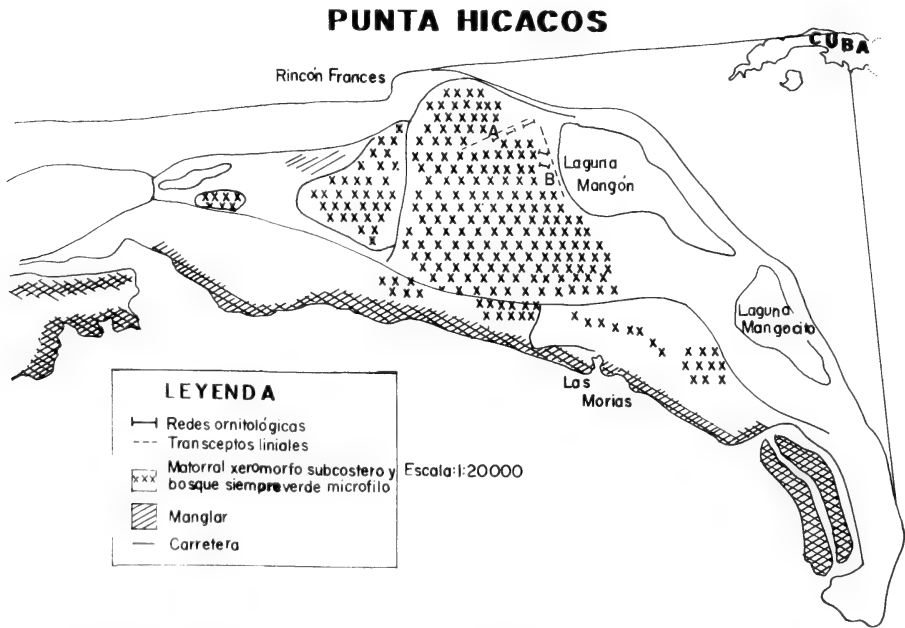 PUNTA HICACOS
CUBA
Rincón Frances
A
Laguna
Mangón
B
Laguna
Mangocito
Las
Morias
LEYENDA
Redes ornitológicas
Transceptos liniales
Matorral xeromorfo subcostero y
bosque siempreverde microfilo
Escala:1:20000
Manglar
Carretera